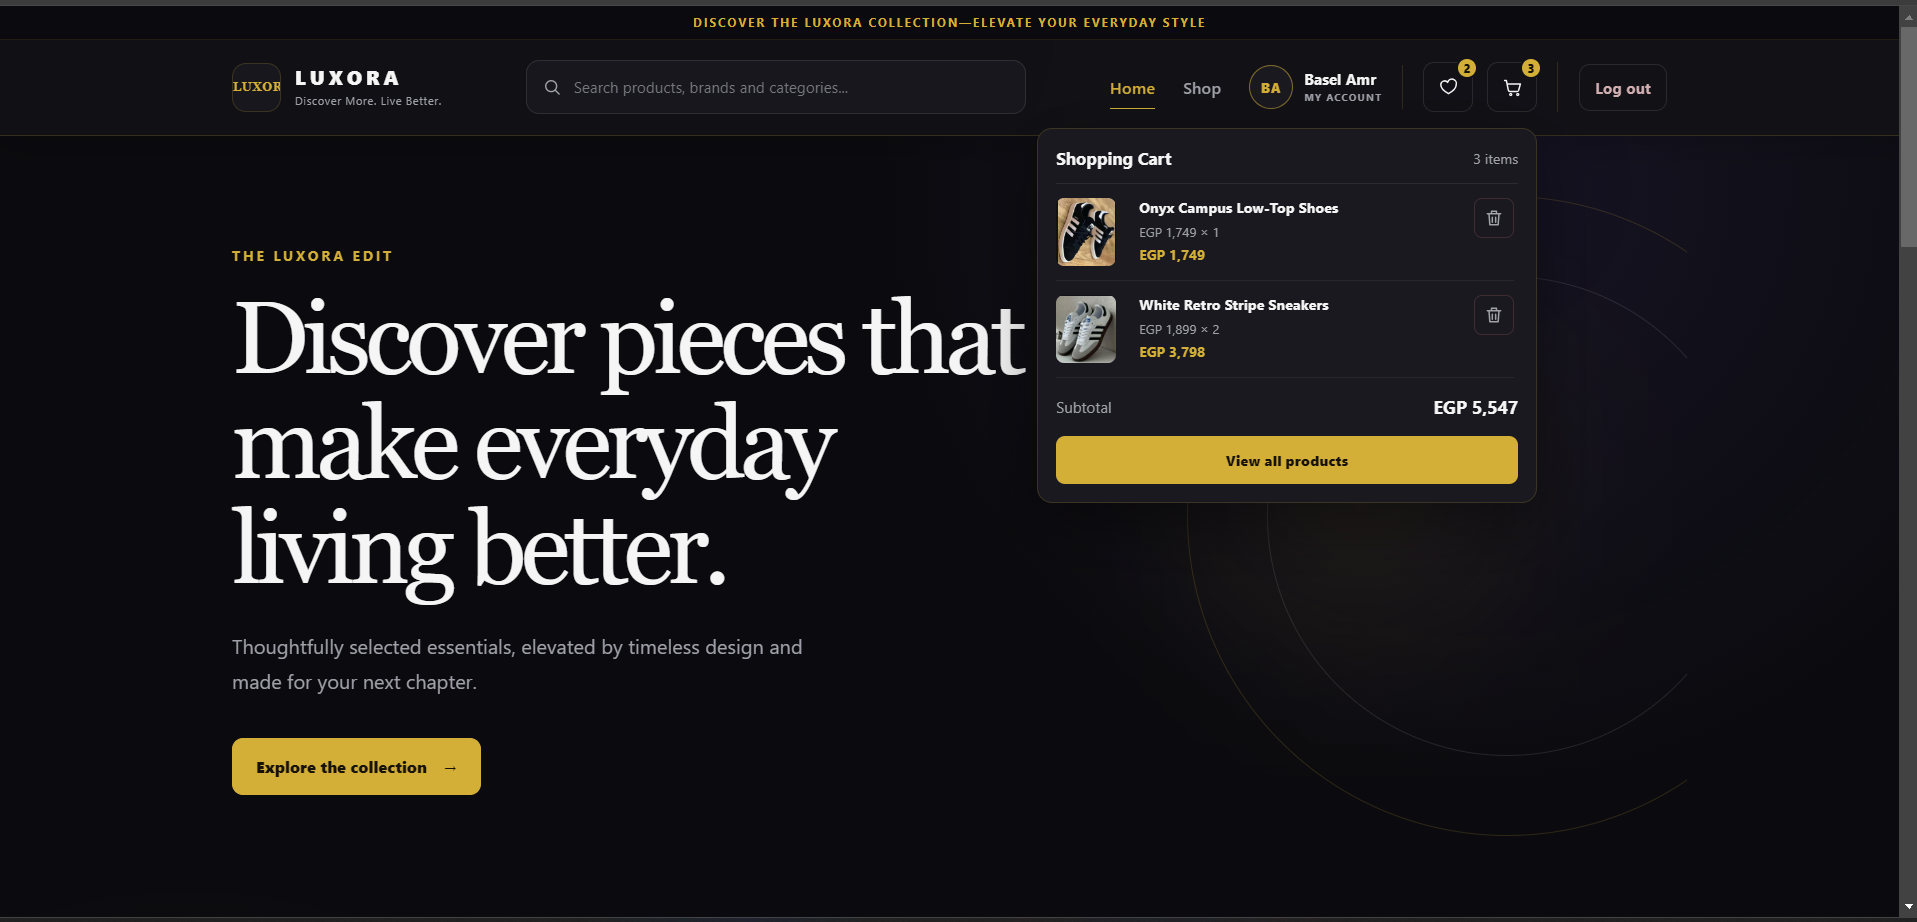 DISCOVER THE LUXORA COLLECTION—ELEVATE YOUR EVERYDAY STYLE
LUXOR
LUXORA
Discover More. Live Better.
Search products, brands and categories...
Home
Shop
BA
Basel Amr
MY ACCOUNT
2
3
Log out
Shopping Cart
3 items
Onyx Campus Low-Top Shoes
EGP 1,749 × 1
EGP 1,749
White Retro Stripe Sneakers
EGP 1,899 × 2
EGP 3,798
Subtotal
EGP 5,547
View all products
THE LUXORA EDIT
Discover pieces that
make everyday
living better.
Thoughtfully selected essentials, elevated by timeless design and
made for your next chapter.
Explore the collection →